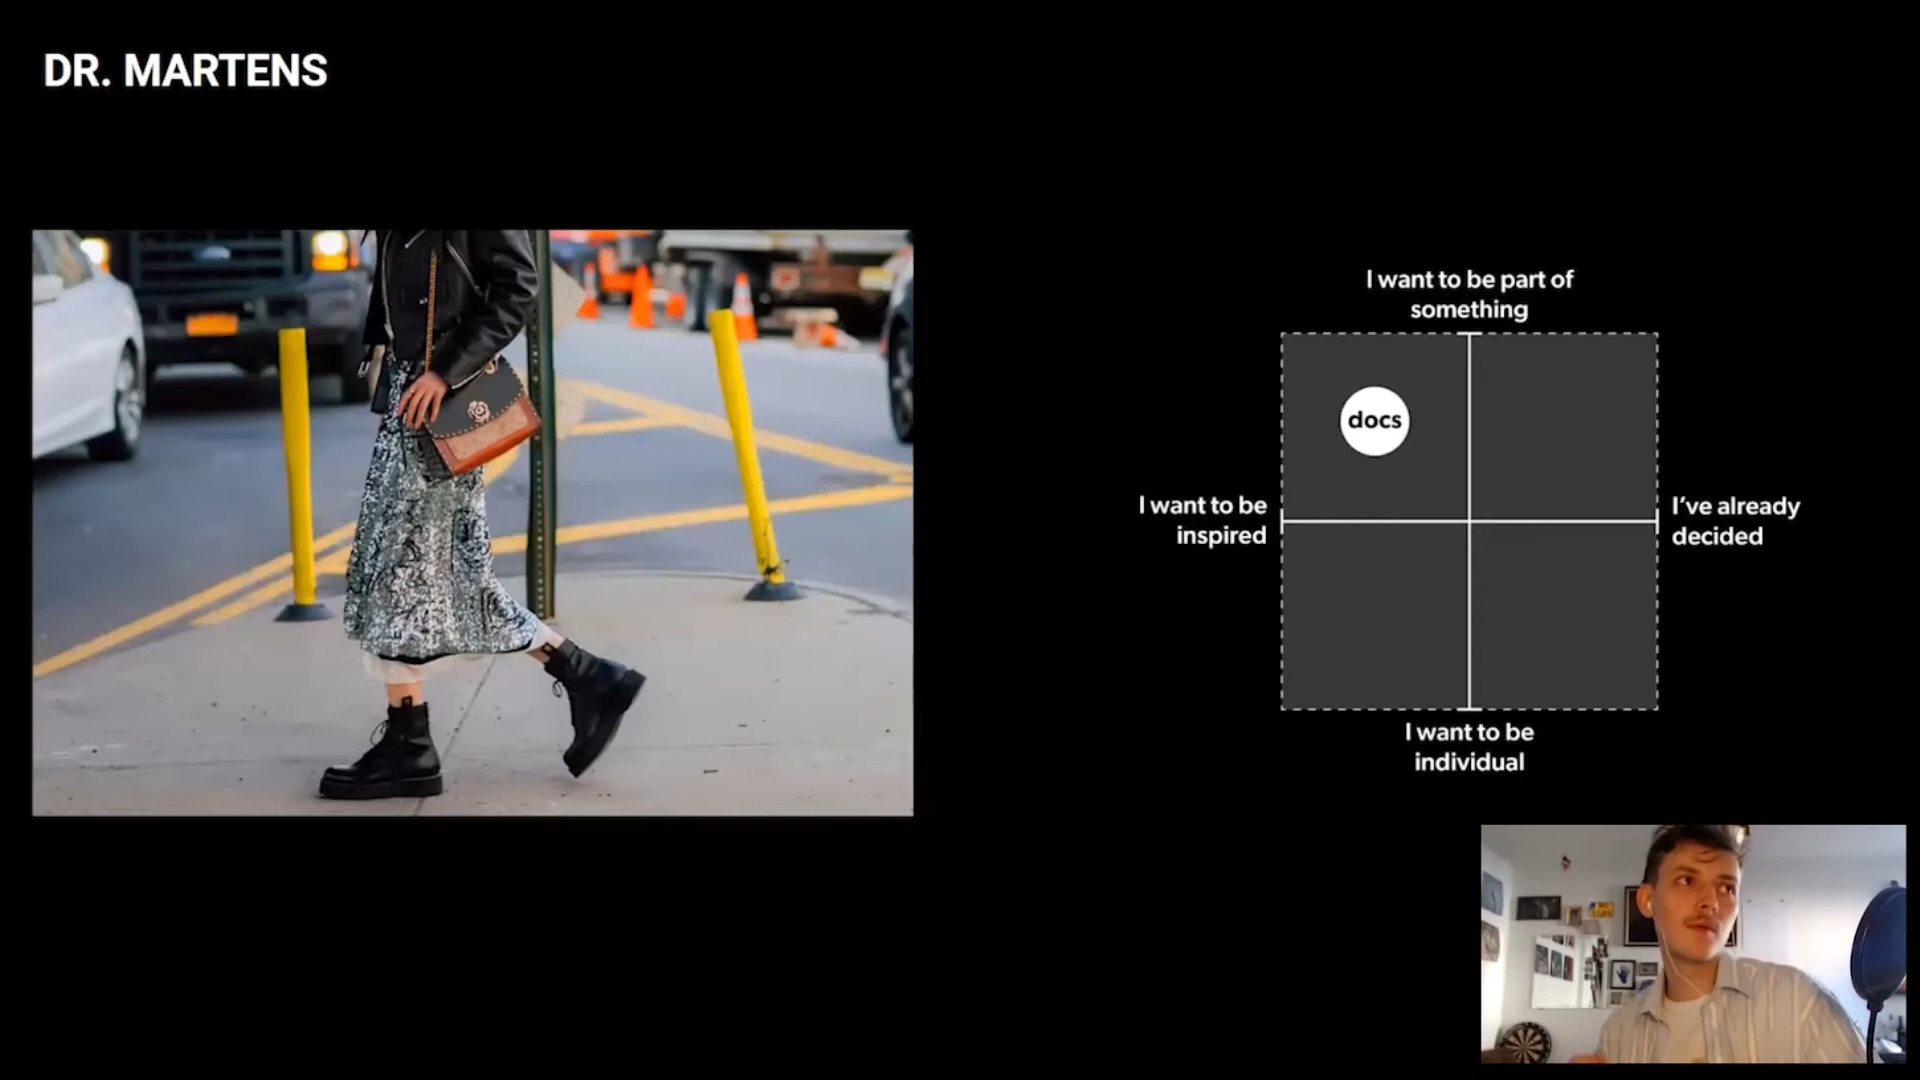 DR. MARTENS
I want to be part of
something
docs
I want to be
inspired
I've already
decided
I want to be
individual